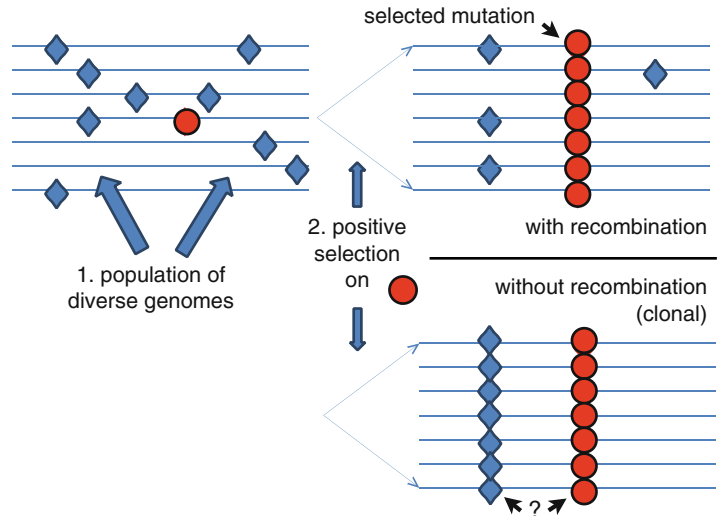 selected mutation
1. population of
diverse genomes
2. positive
selection
on
with recombination
without recombination
(clonal)
?